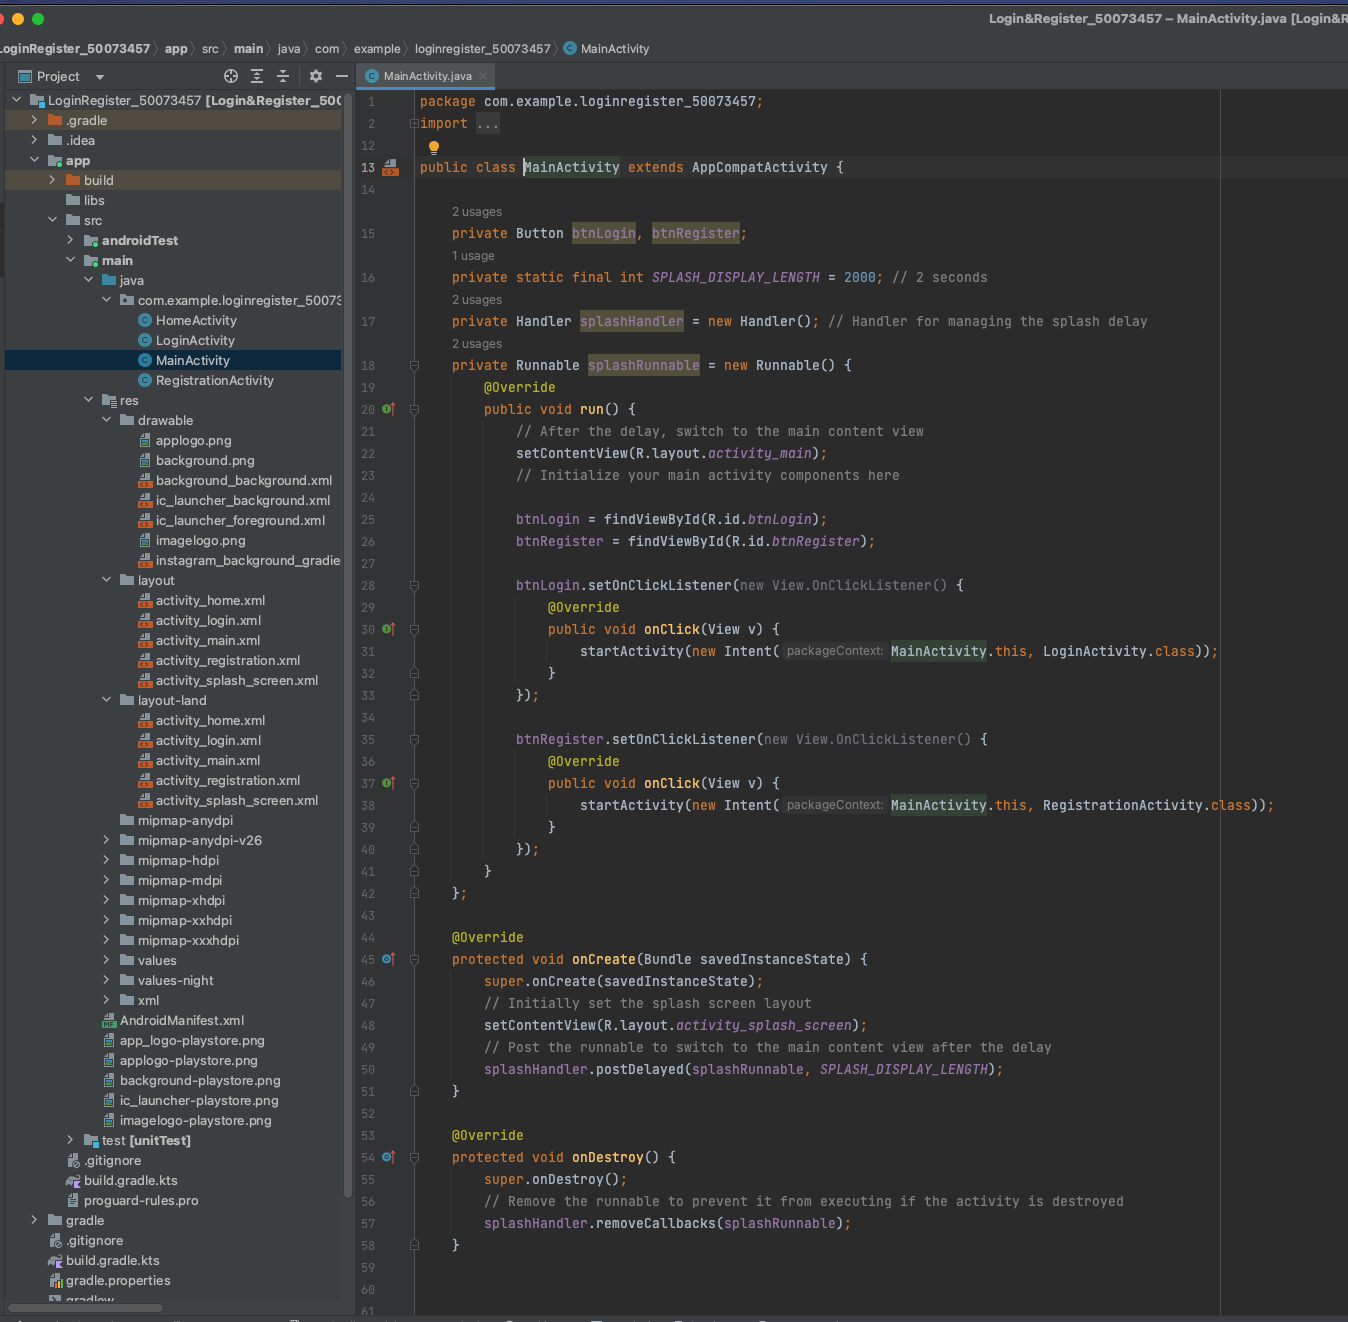 Login&Register_50073457 – MainActivity.java [Login&R
LoginRegister_50073457 app src main java com example loginregister_50073457 MainActivity
Project
MainActivity.java
LoginRegister_50073457 [Login&Register_500
.gradle
.idea
app
build
libs
src
androidTest
main
java
com.example.loginregister_50073
HomeActivity
LoginActivity
MainActivity
RegistrationActivity
res
drawable
applogo.png
background.png
background_background.xml
ic_launcher_background.xml
ic_launcher_foreground.xml
imagelogo.png
instagram_background_gradie
layout
activity_home.xml
activity_login.xml
activity_main.xml
activity_registration.xml
activity_splash_screen.xml
layout-land
activity_home.xml
activity_login.xml
activity_main.xml
activity_registration.xml
activity_splash_screen.xml
mipmap-anydpi
mipmap-anydpi-v26
mipmap-hdpi
mipmap-mdpi
mipmap-xhdpi
mipmap-xxhdpi
mipmap-xxxhdpi
values
values-night
xml
AndroidManifest.xml
app_logo-playstore.png
applogo-playstore.png
background-playstore.png
ic_launcher-playstore.png
imagelogo-playstore.png
test [unitTest]
.gitignore
build.gradle.kts
proguard-rules.pro
gradle
.gitignore
build.gradle.kts
gradle.properties
gradlew
1 package com.example.loginregister_50073457;
2 import ...
12
13 public class MainActivity extends AppCompatActivity {
14
2 usages
15 private Button btnLogin, btnRegister;
1 usage
16 private static final int SPLASH_DISPLAY_LENGTH = 2000; // 2 seconds
2 usages
17 private Handler splashHandler = new Handler(); // Handler for managing the splash delay
2 usages
18 private Runnable splashRunnable = new Runnable() {
19 @Override
20 public void run() {
21 // After the delay, switch to the main content view
22 setContentView(R.layout.activity_main);
23 // Initialize your main activity components here
24
25 btnLogin = findViewById(R.id.btnLogin);
26 btnRegister = findViewById(R.id.btnRegister);
27
28 btnLogin.setOnClickListener(new View.OnClickListener() {
29 @Override
30 public void onClick(View v) {
31 startActivity(new Intent( packageContext: MainActivity.this, LoginActivity.class));
32 }
33 });
34
35 btnRegister.setOnClickListener(new View.OnClickListener() {
36 @Override
37 public void onClick(View v) {
38 startActivity(new Intent( packageContext: MainActivity.this, RegistrationActivity.class));
39 }
40 });
41 }
42 };
43
44 @Override
45 protected void onCreate(Bundle savedInstanceState) {
46 super.onCreate(savedInstanceState);
47 // Initially set the splash screen layout
48 setContentView(R.layout.activity_splash_screen);
49 // Post the runnable to switch to the main content view after the delay
50 splashHandler.postDelayed(splashRunnable, SPLASH_DISPLAY_LENGTH);
51 }
52
53 @Override
54 protected void onDestroy() {
55 super.onDestroy();
56 // Remove the runnable to prevent it from executing if the activity is destroyed
57 splashHandler.removeCallbacks(splashRunnable);
58 }
59
60
61